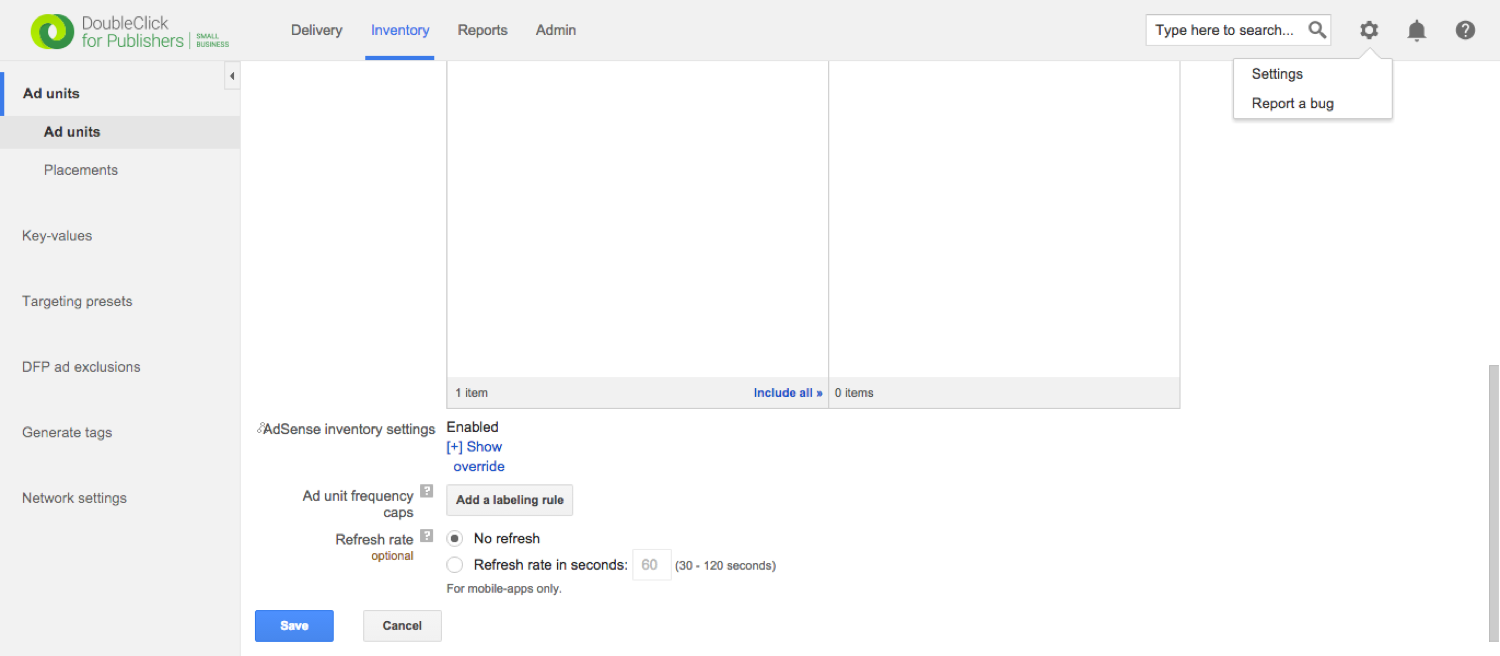 DoubleClick
for Publishers | SMALL BUSINESS
Delivery
Inventory
Reports
Admin
Type here to search...
Settings
Report a bug
Ad units
Ad units
Placements
Key-values
Targeting presets
DFP ad exclusions
Generate tags
Network settings
1 item
Include all »
0 items
AdSense inventory settings
Enabled
[+] Show
override
Ad unit frequency
caps
?
Add a labeling rule
Refresh rate
optional
?
No refresh
Refresh rate in seconds: 60 (30 - 120 seconds)
For mobile-apps only.
Save
Cancel